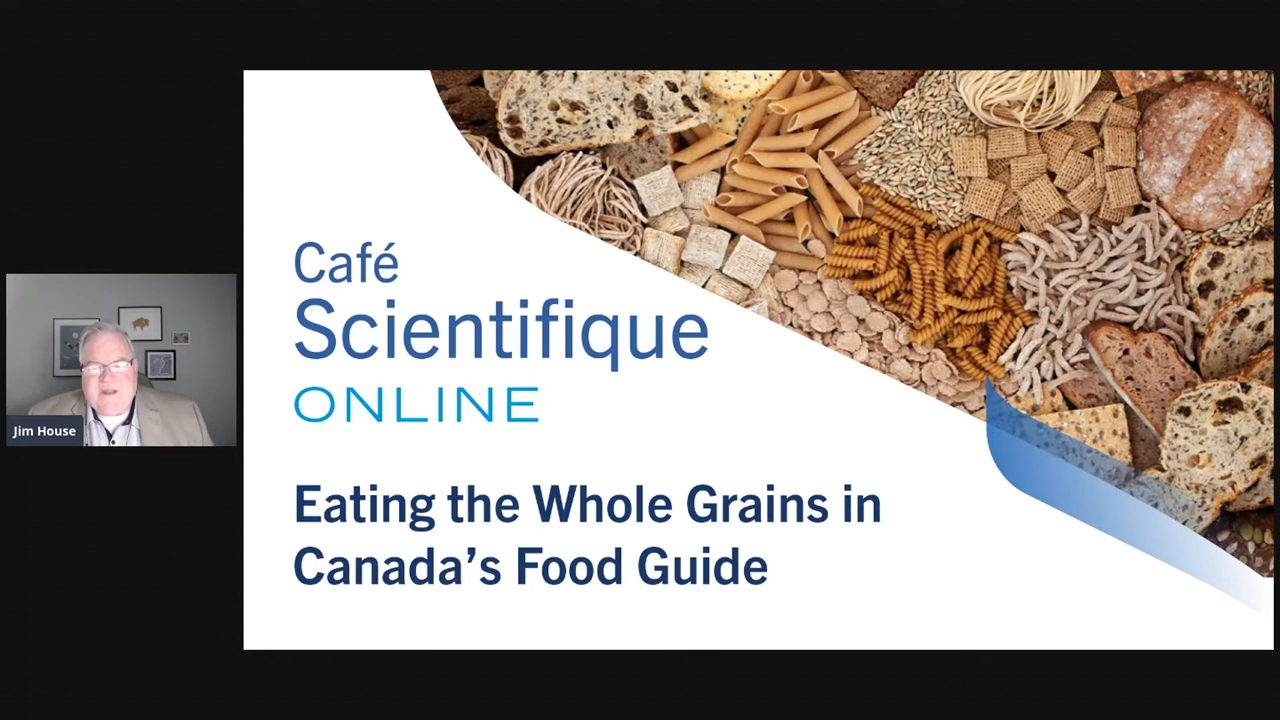 Café
Scientifique
ONLINE
Eating the Whole Grains in
Canada’s Food Guide
Jim House